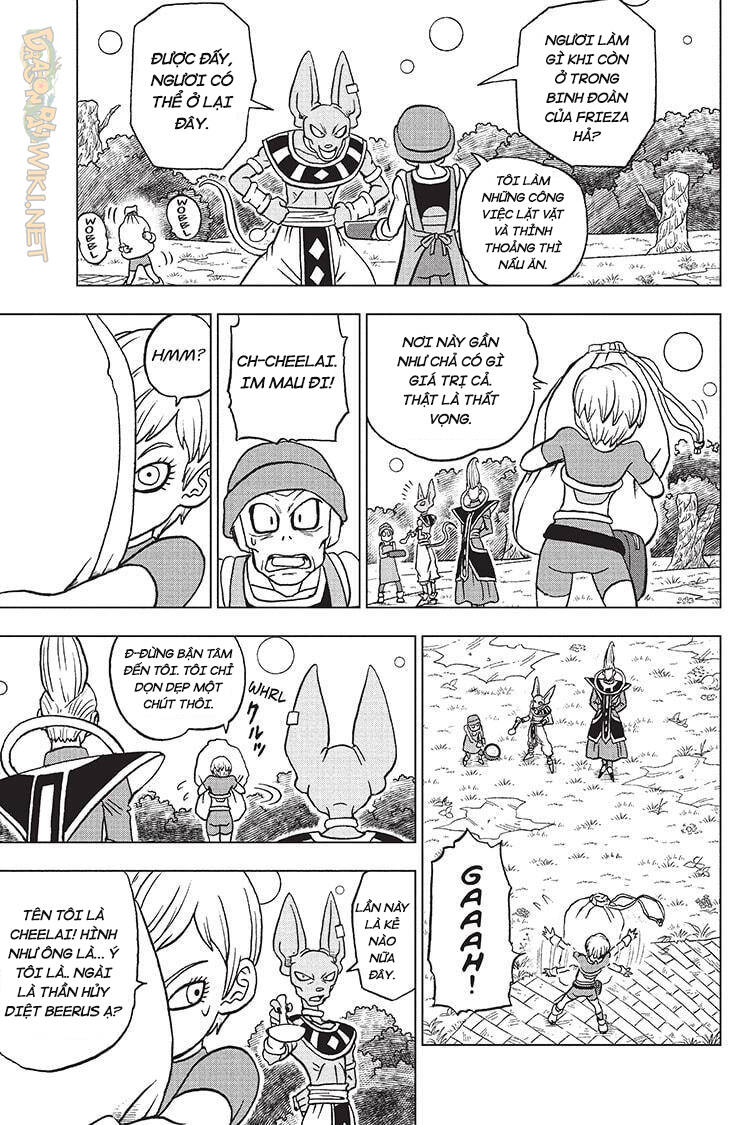 NGƯƠI LÀM
GÌ KHI CÒN
Ở TRONG
BINH ĐOÀN
CỦA FRIEZA
HẢ?
TÔI LÀM
NHỮNG CÔNG
VIỆC LẶT VẶT
VÀ THỈNH
THOẢNG THÌ
NẤU ĂN.
ĐƯỢC ĐẤY,
NGƯƠI CÓ
THỂ Ở LẠI
ĐÂY.
WOBBL
WOBBL
DRAGON BALL
WIKI.NET
NƠI NÀY GẦN
NHƯ CHẢ CÓ GÌ
GIÁ TRỊ CẢ.
THẬT LÀ THẤT
VỌNG.
CH-CHEELAI.
IM MAU ĐI!
HMM?
GAAAH!
WHRL
グルッ
Đ-ĐỪNG BẬN TÂM
ĐẾN TÔI. TÔI CHỈ
DỌN DẸP MỘT
CHÚT THÔI.
LẦN NÀY
LÀ KẺ
NÀO
NỮA
ĐÂY.
TÊN TÔI LÀ
CHEELAI! HÌNH
NHƯ ÔNG LÀ... Ý
TÔI LÀ. NGÀI
LÀ THẦN HỦY
DIỆT BEERUS Ạ?